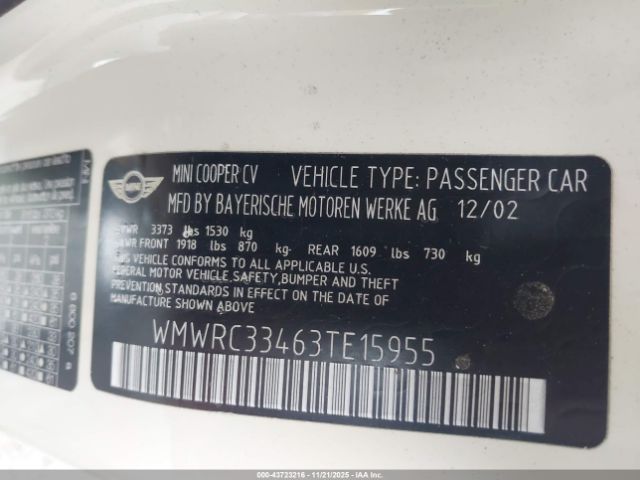 MINI
MINI COOPER CV VEHICLE TYPE: PASSENGER CAR
MFD BY BAYERISCHE MOTOREN WERKE AG 12/02
3373 lbs 1530 kg
FRONT 1918 lbs 870 kg- REAR 1609 lbs 730 kg
VEHICLE CONFORMS TO ALL APPLICABLE U.S.
FEDERAL MOTOR VEHICLE SAFETY,BUMPER AND THEFT
PREVENTION STANDARDS IN EFFECT ON THE DATE OF
MANUFACTURE SHOWN ABOVE
WMWRC33463TE15955
000-43723216 - 11/21/2025 - IAAI.com